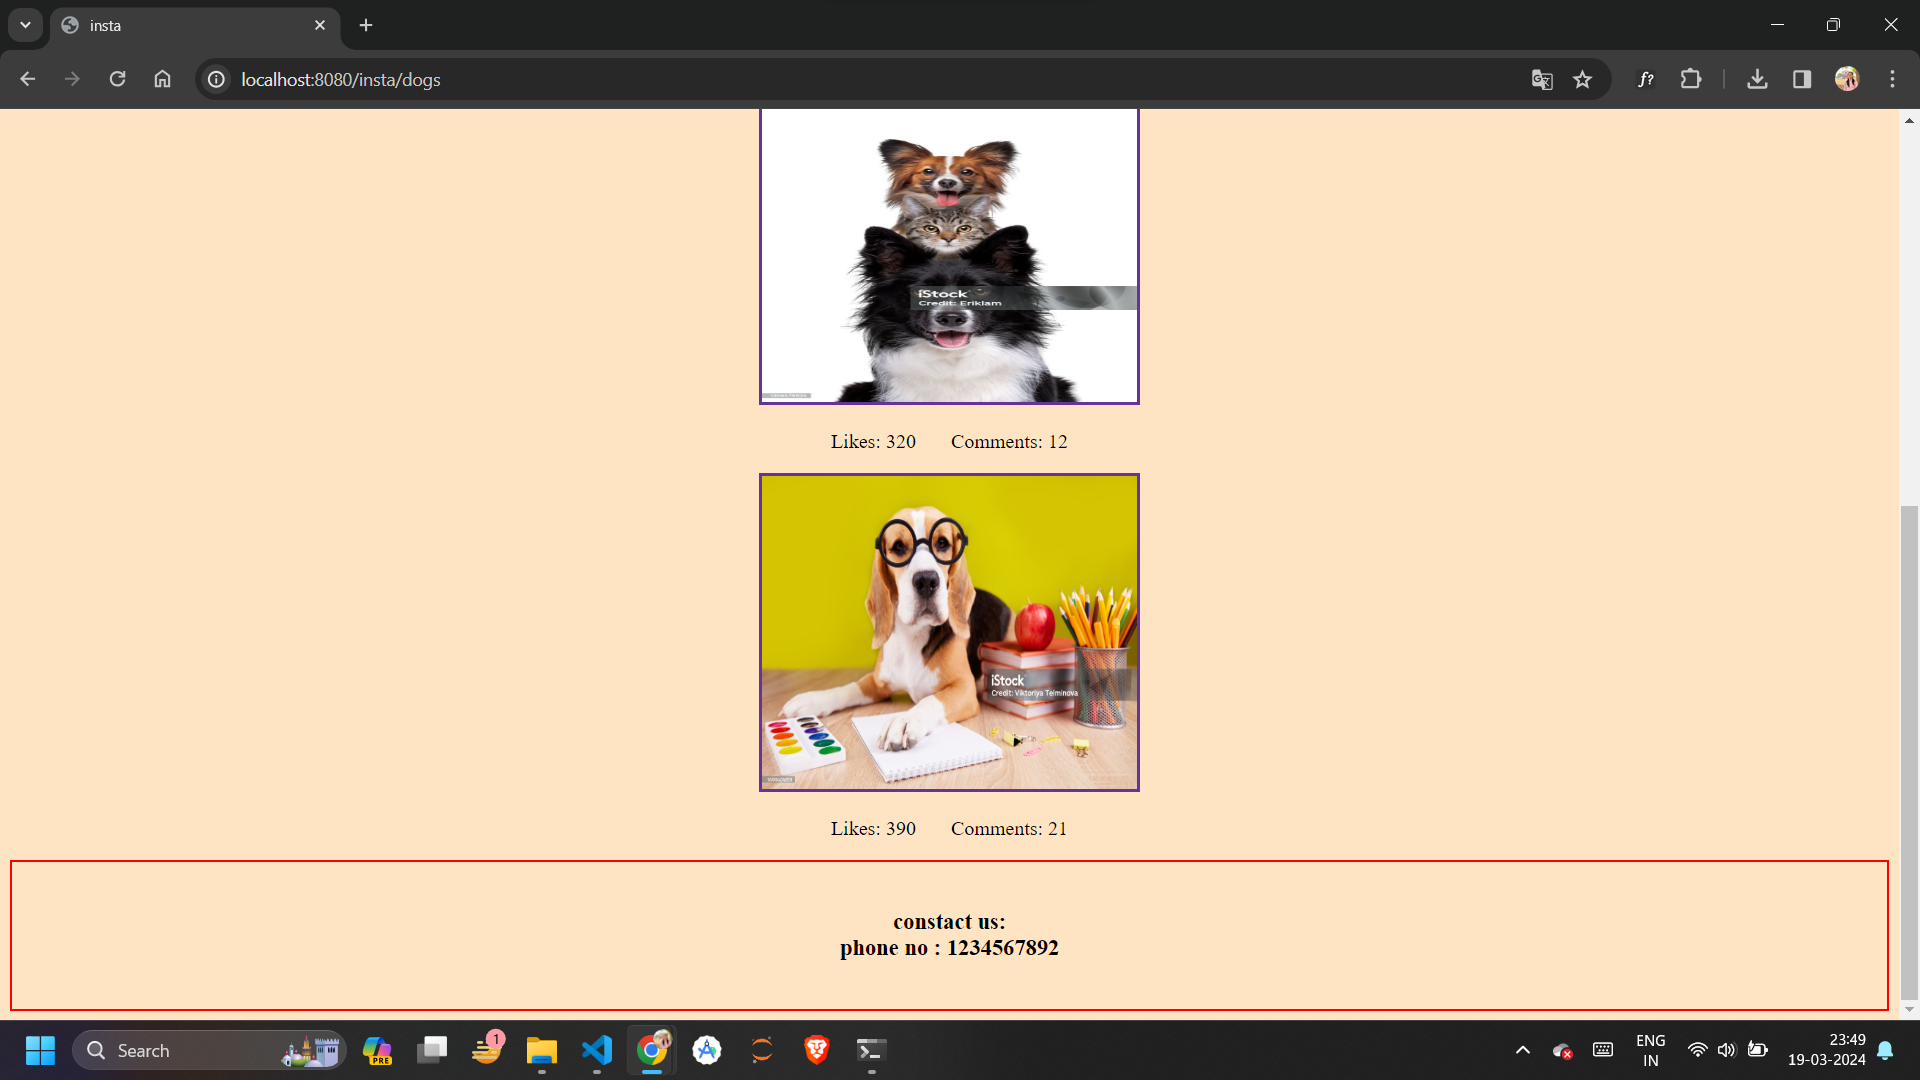 insta
localhost:8080/insta/dogs
iStock
Credit: Eriklam
Likes: 320 Comments: 12
iStock
Credit: Viktoriya Telminova
Likes: 390 Comments: 21
constact us:
phone no : 1234567892
Search
PRE
1
ENG
IN
23:49
19-03-2024